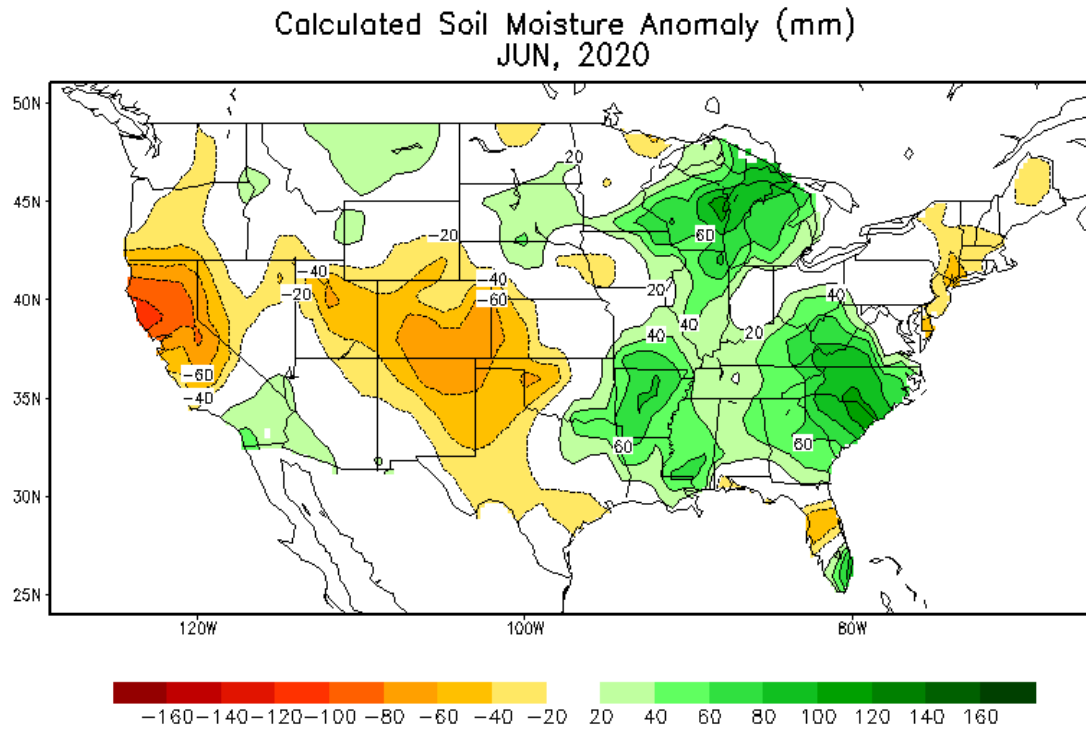 Calculated Soil Moisture Anomaly (mm)
JUN, 2020
50N
20
45N
-20
60
-40
-40
20
40N
-20
-60
40
40
40
20
-60
-40
35N
60
60
30N
25N
120W 100W 80W
-160 -140 -120 -100 -80 -60 -40 -20 20 40 60 80 100 120 140 160